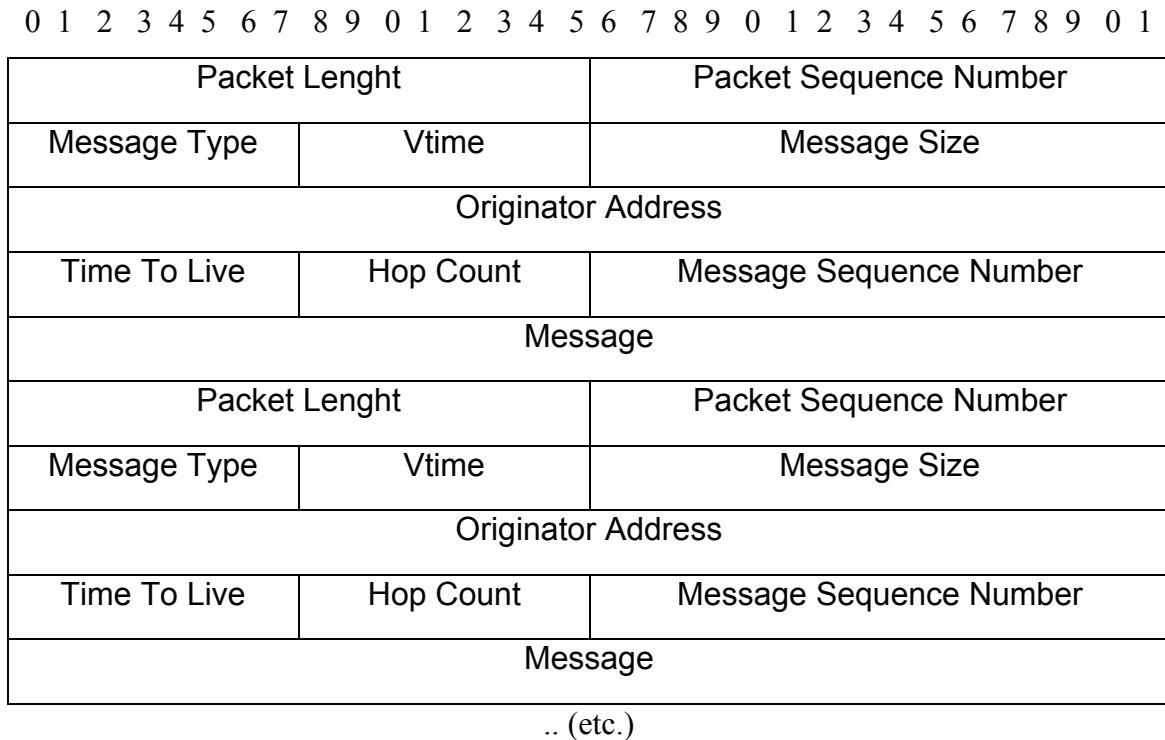 0 1 2 3 4 5 6 7 8 9 0 1 2 3 4 5 6 7 8 9 0 1 2 3 4 5 6 7 8 9 0 1
Packet Lenght Packet Sequence Number
Message Type Vtime Message Size
Originator Address
Time To Live Hop Count Message Sequence Number
Message
Packet Lenght Packet Sequence Number
Message Type Vtime Message Size
Originator Address
Time To Live Hop Count Message Sequence Number
Message
.. (etc.)